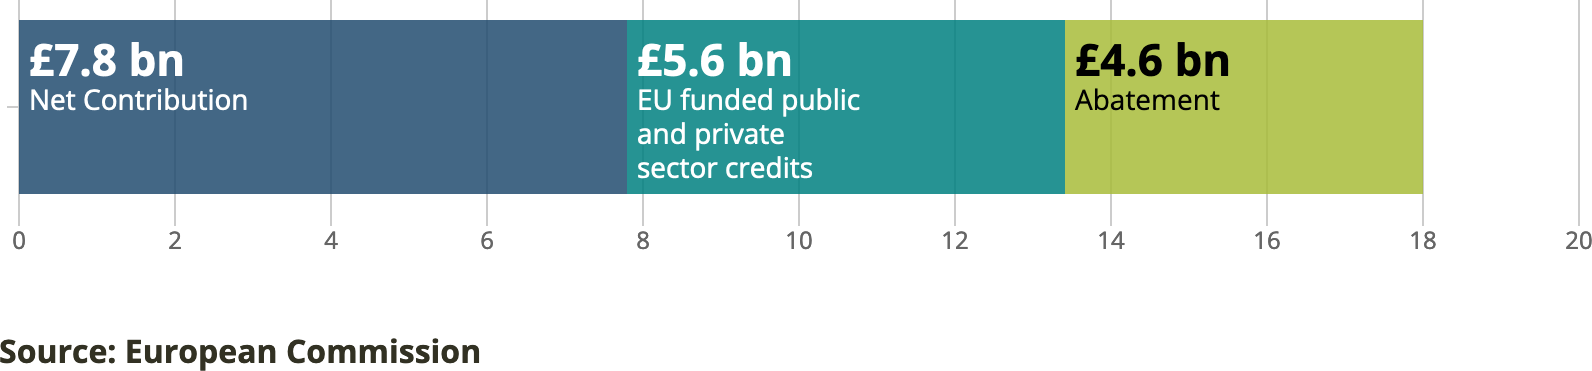 £7.8 bn
Net Contribution
£5.6 bn
EU funded public
and private
sector credits
£4.6 bn
Abatement
0 2 4 6 8 10 12 14 16 18 20
Source: European Commission